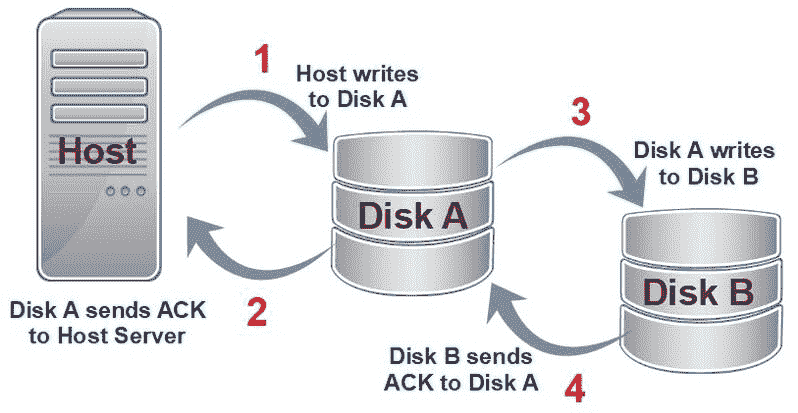 1
Host writes
to Disk A
3
Disk A writes
to Disk B
Host
Disk A
Disk B
2
Disk A sends ACK
to Host Server
Disk B sends
ACK to Disk A
4